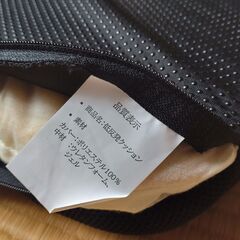 品質表示
・商品名:低反発クッション
・素材
カバー:ポリエステル100%
中材:ウレタンフォーム、
ジェル